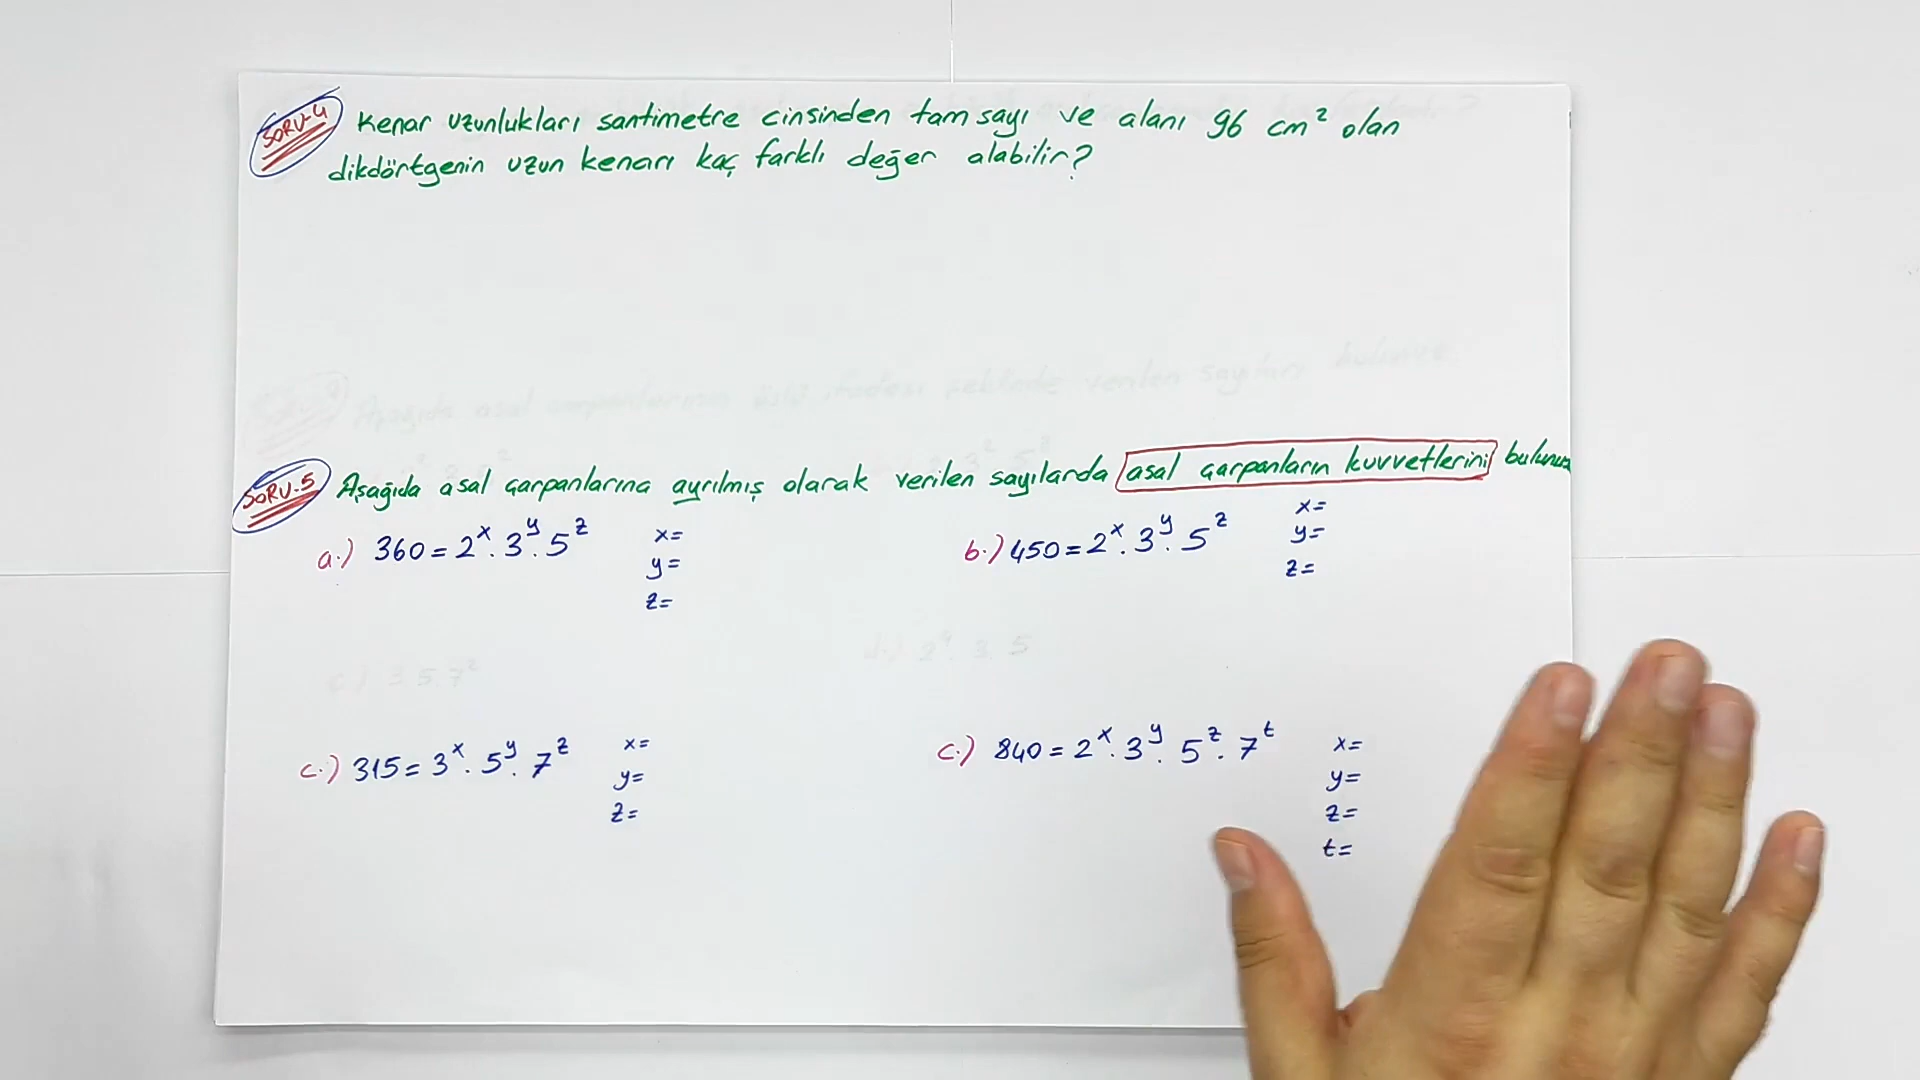 SORU-4 Kenar uzunlukları santimetre cinsinden tam sayı ve alanı 96 cm² olan
dikdörtgenin uzun kenarı kaç farklı değer alabilir?
SORU-5 Aşağıda asal çarpanlarına ayrılmış olarak verilen sayılarda asal çarpanların kuvvetlerini bulunuz
a.) 360 = 2ˣ . 3ʸ . 5ᶻ
x=
y=
z=
b.) 450 = 2ˣ . 3ʸ . 5ᶻ
x=
y=
z=
c.) 315 = 3ˣ . 5ʸ . 7ᶻ
x=
y=
z=
c.) 840 = 2ˣ . 3ʸ . 5ᶻ . 7ᵗ
x=
y=
z=
t=